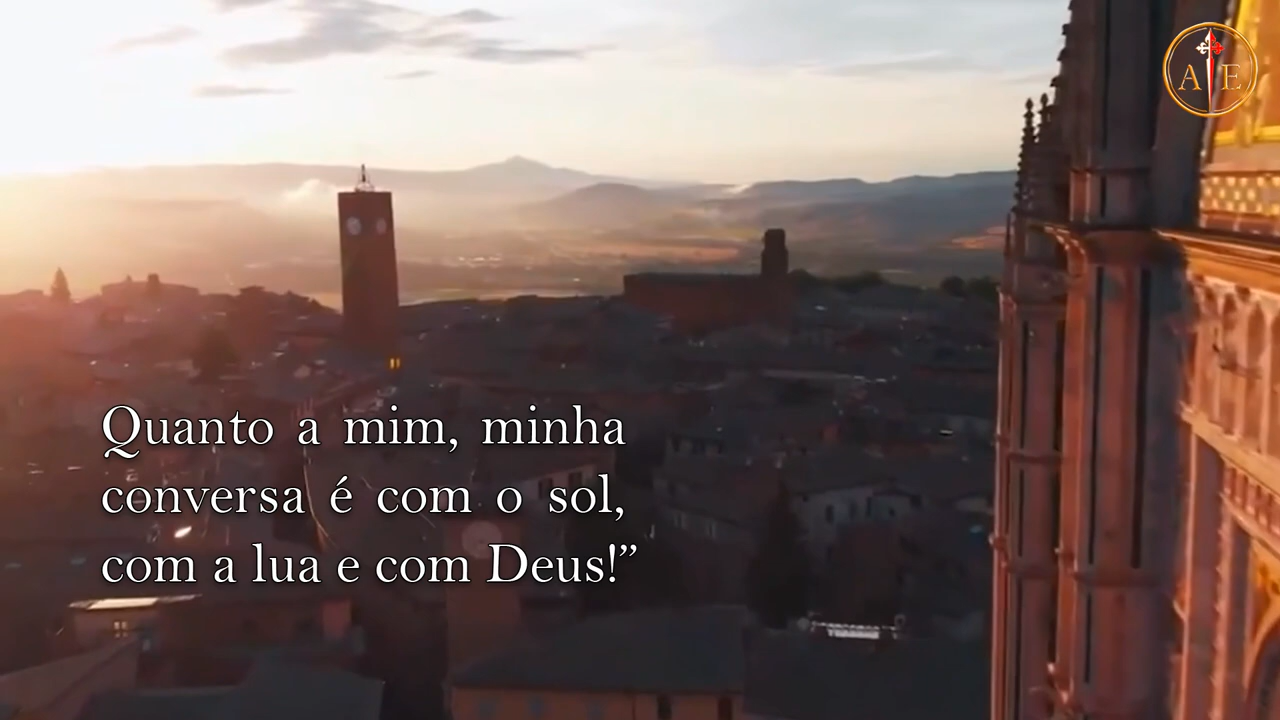 A E
Quanto a mim, minha
conversa é com o sol,
com a lua e com Deus!”